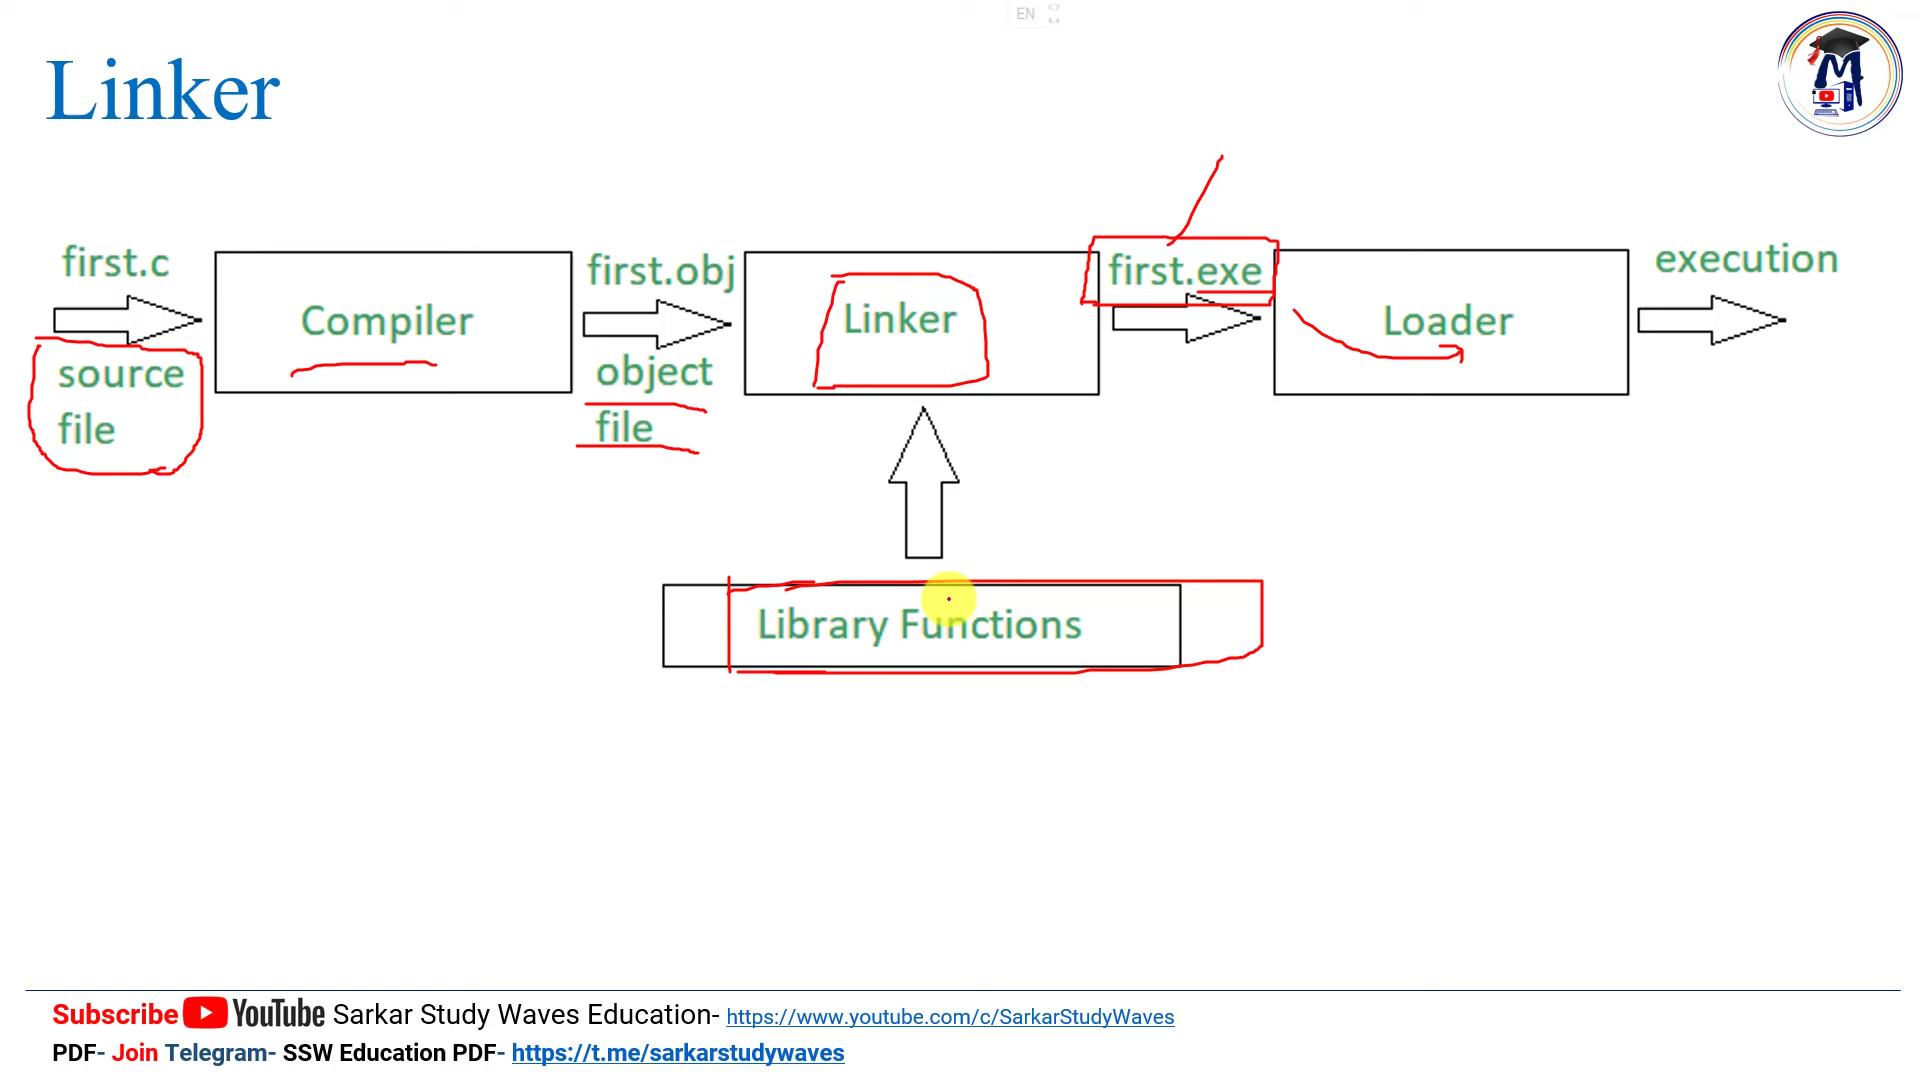 EN
Linker
first.c
source
file
Compiler
first.obj
object
file
Linker
first.exe
Loader
execution
Library Functions
Subscribe YouTube Sarkar Study Waves Education- https://www.youtube.com/c/SarkarStudyWaves
PDF- Join Telegram- SSW Education PDF- https://t.me/sarkarstudywaves